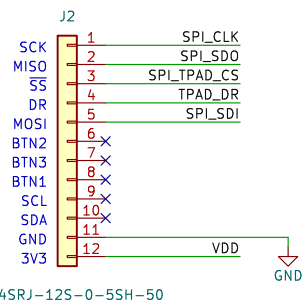 J2
SCK 1 SPI_CLK
MISO 2 SPI_SDO
SS 3 SPI_TPAD_CS
DR 4 TPAD_DR
MOSI 5 SPI_SDI
BTN2 6
BTN3 7
BTN1 8
SCL 9
SDA 10
GND 11
3V3 12 VDD
GND
4SRJ-12S-0-5SH-50